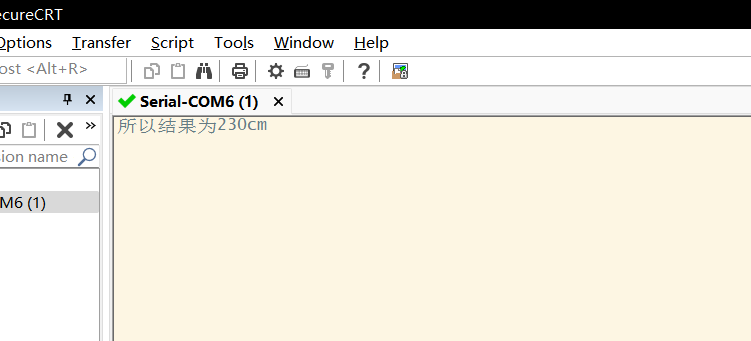 ecureCRT
Options Transfer Script Tools Window Help
ost <Alt+R>
Serial-COM6 (1)
所以结果为230cm
sion name
M6 (1)